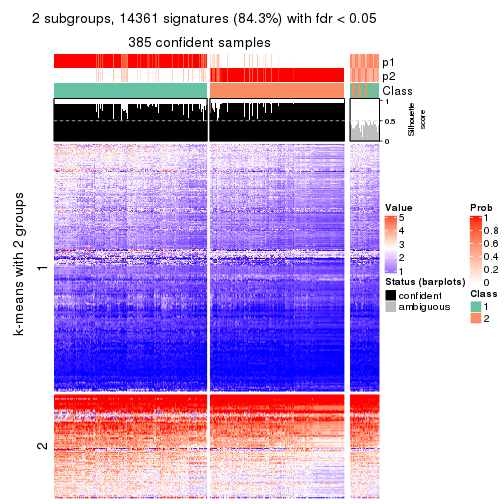 2 subgroups, 14361 signatures (84.3%) with fdr < 0.05
385 confident samples
p1
p2
Class
1
0.5
0
Silhouette
score
k-means with 2 groups
1
2
Value
5
4
3
2
1
Prob
1
0.8
0.6
0.4
0.2
0
Status (barplots)
confident
ambiguous
Class
1
2